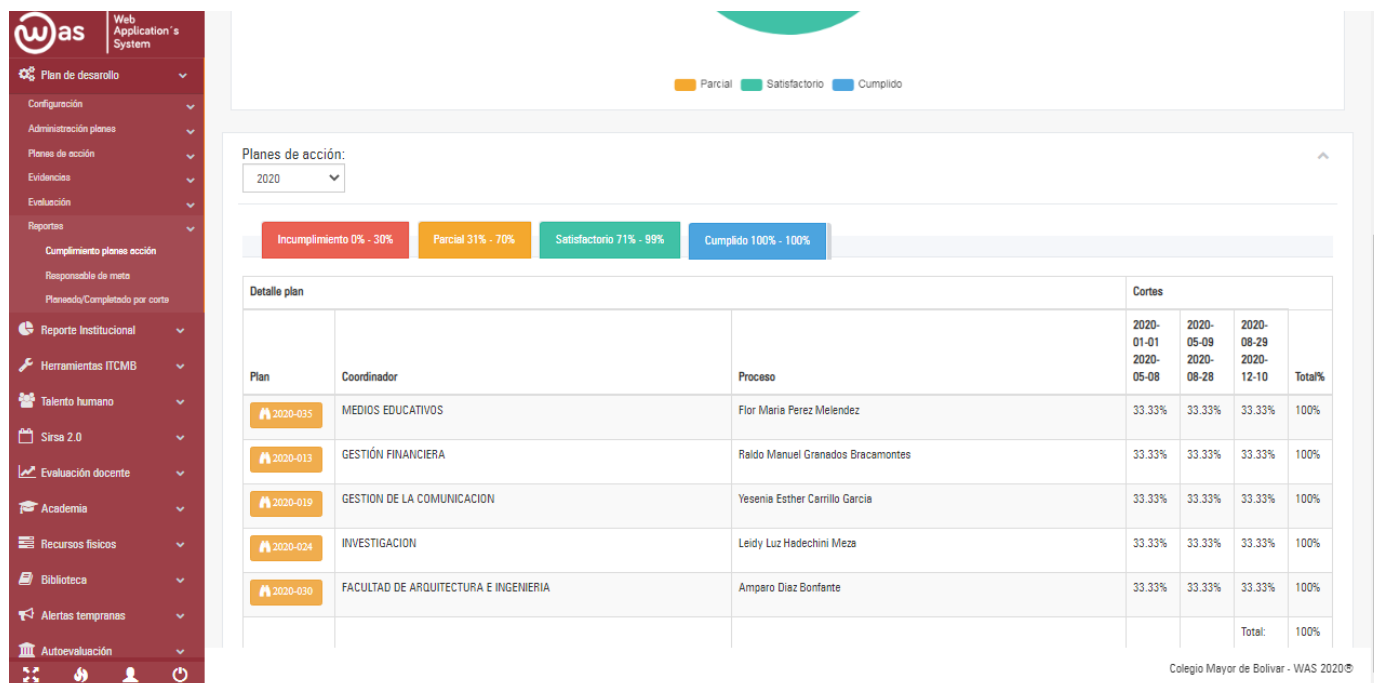 was
Web
Application´s
System
Plan de desarollo
Configuración
Administración planes
Planes de acción
Evidencias
Evaluación
Reportes
Cumplimiento planes acción
Responsable de meta
Planeado/Completado por corte
Reporte Institucional
Herramientas ITCMB
Talento humano
Sirsa 2.0
Evaluación docente
Academia
Recursos fisicos
Biblioteca
Alertas tempranas
Autoevaluación
Parcial Satisfactorio Cumplido
Planes de acción:
2020
Incumplimiento 0% - 30% Parcial 31% - 70% Satisfactorio 71% - 99% Cumplido 100% - 100%
Detalle plan Cortes
Plan Coordinador Proceso 2020-01-01 2020-05-08 2020-05-09 2020-08-28 2020-08-29 2020-12-10 Total%
2020-035 MEDIOS EDUCATIVOS Flor Maria Perez Melendez 33.33% 33.33% 33.33% 100%
2020-013 GESTIÓN FINANCIERA Raldo Manuel Granados Bracamontes 33.33% 33.33% 33.33% 100%
2020-019 GESTION DE LA COMUNICACION Yesenia Esther Carrillo Garcia 33.33% 33.33% 33.33% 100%
2020-024 INVESTIGACION Leidy Luz Hadechini Meza 33.33% 33.33% 33.33% 100%
2020-030 FACULTAD DE ARQUITECTURA E INGENIERIA Amparo Diaz Bonfante 33.33% 33.33% 33.33% 100%
Total: 100%
Colegio Mayor de Bolivar - WAS 2020®